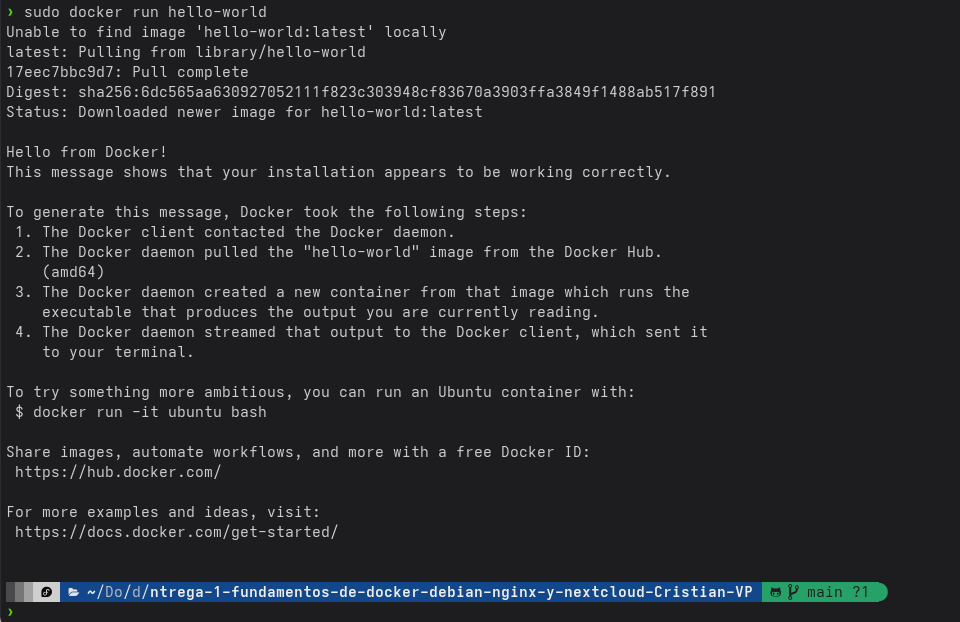 › sudo docker run hello-world
Unable to find image 'hello-world:latest' locally
latest: Pulling from library/hello-world
17eec7bbc9d7: Pull complete
Digest: sha256:6dc565aa630927052111f823c303948cf83670a3903ffa3849f1488ab517f891
Status: Downloaded newer image for hello-world:latest

Hello from Docker!
This message shows that your installation appears to be working correctly.

To generate this message, Docker took the following steps:
 1. The Docker client contacted the Docker daemon.
 2. The Docker daemon pulled the "hello-world" image from the Docker Hub.
    (amd64)
 3. The Docker daemon created a new container from that image which runs the
    executable that produces the output you are currently reading.
 4. The Docker daemon streamed that output to the Docker client, which sent it
    to your terminal.

To try something more ambitious, you can run an Ubuntu container with:
 $ docker run -it ubuntu bash

Share images, automate workflows, and more with a free Docker ID:
 https://hub.docker.com/

For more examples and ideas, visit:
 https://docs.docker.com/get-started/

~/Do/d/ntrega-1-fundamentos-de-docker-debian-nginx-y-nextcloud-Cristian-VP main ?1
›